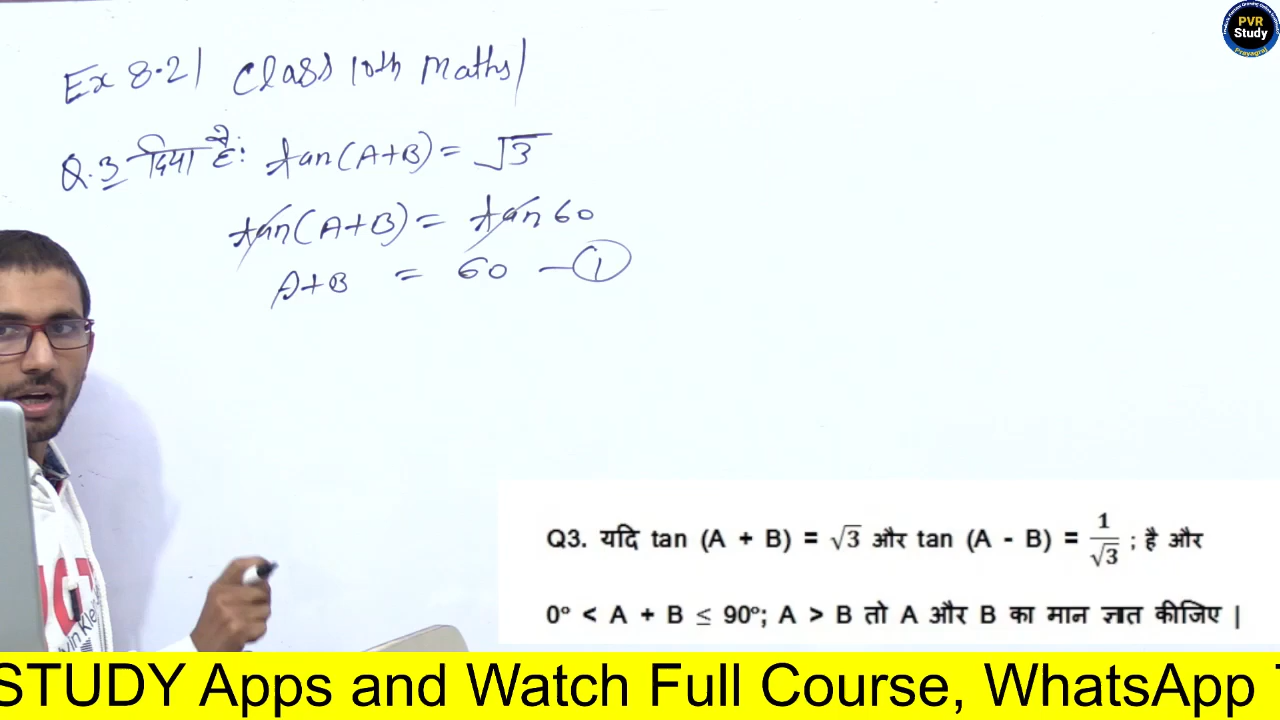 PVR
Study
Prayagraj
Ex 8.2| Class 10th Maths|
Q.3 दिया है: tan(A+B) = √3
tan(A+B) = tan 60
A+B = 60 — ①
Q3. यदि tan (A + B) = √3 और tan (A - B) = 1/√3 ; है और
0° < A + B ≤ 90°; A > B तो A और B का मान ज्ञात कीजिए |
STUDY Apps and Watch Full Course, WhatsApp